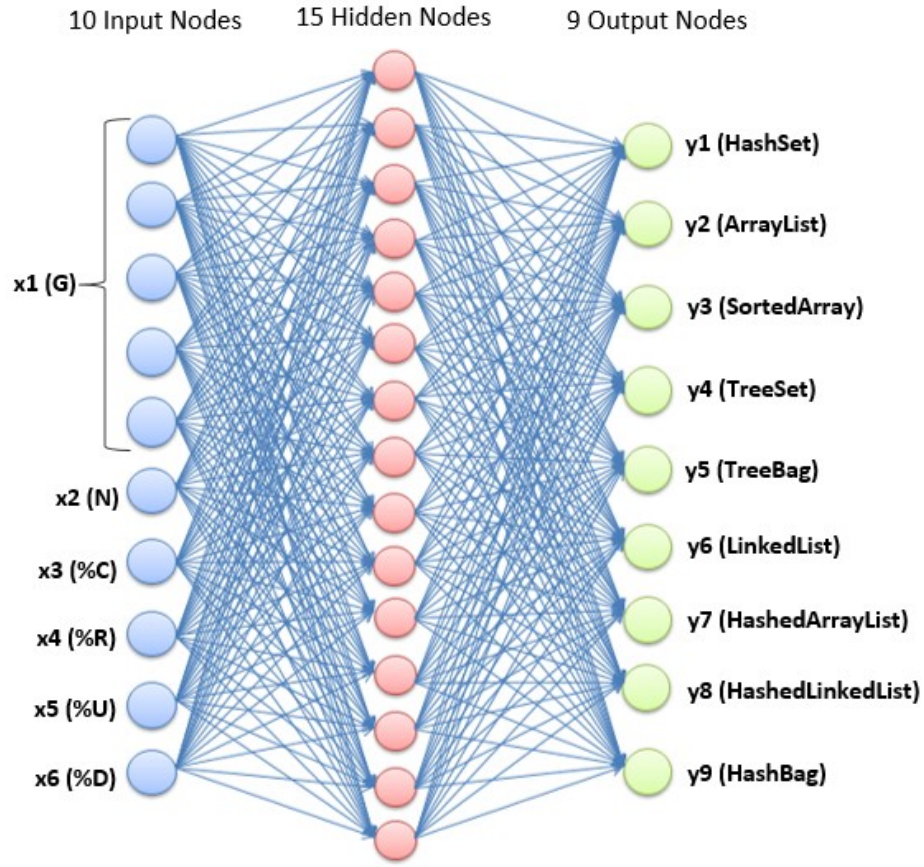 10 Input Nodes
15 Hidden Nodes
9 Output Nodes
x1 (G)
x2 (N)
x3 (%C)
x4 (%R)
x5 (%U)
x6 (%D)
y1 (HashSet)
y2 (ArrayList)
y3 (SortedArray)
y4 (TreeSet)
y5 (TreeBag)
y6 (LinkedList)
y7 (HashedArrayList)
y8 (HashedLinkedList)
y9 (HashBag)